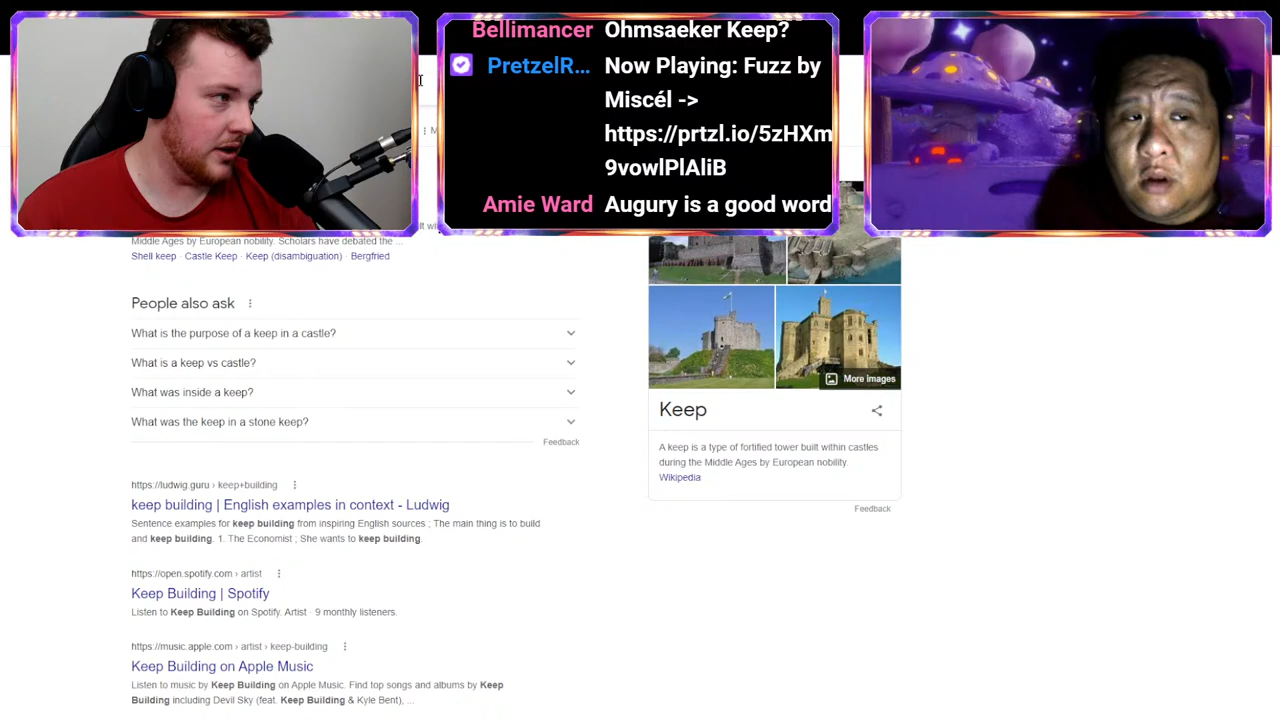 Bellimancer Ohmsaeker Keep?
PretzelR... Now Playing: Fuzz by
Miscél ->
https://prtzl.io/5zHXm
9vowlPlAliB
Amie Ward Augury is a good word
Middle Ages by European nobility. Scholars have debated the ...
Shell keep · Castle Keep · Keep (disambiguation) · Bergfried
People also ask
What is the purpose of a keep in a castle?
What is a keep vs castle?
What was inside a keep?
What was the keep in a stone keep?
Feedback
https://ludwig.guru › keep+building
keep building | English examples in context - Ludwig
Sentence examples for keep building from inspiring English sources ; The main thing is to build
and keep building. 1. The Economist ; She wants to keep building.
https://open.spotify.com › artist
Keep Building | Spotify
Listen to Keep Building on Spotify. Artist · 9 monthly listeners.
https://music.apple.com › artist › keep-building
Keep Building on Apple Music
Listen to music by Keep Building on Apple Music. Find top songs and albums by Keep
Building including Devil Sky (feat. Keep Building & Kyle Bent), ...
More images
Keep
A keep is a type of fortified tower built within castles
during the Middle Ages by European nobility.
Wikipedia
Feedback